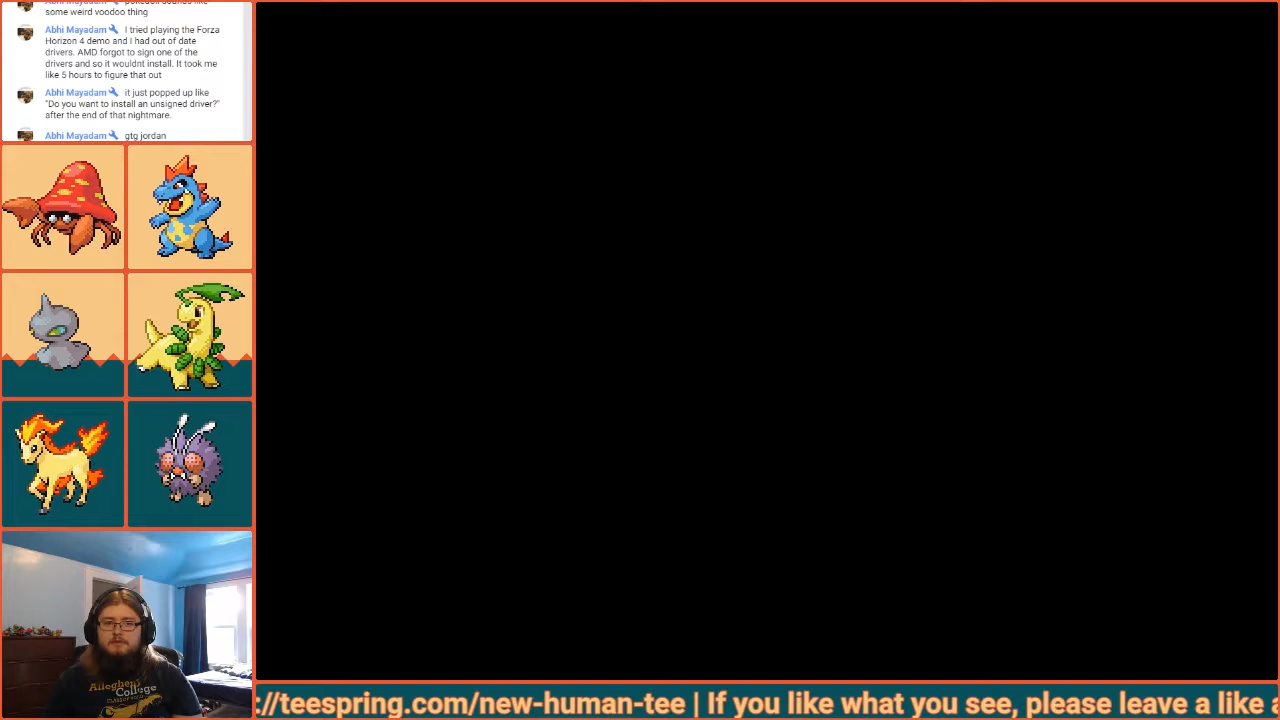 some weird voodoo thing
Abhi Mayadam I tried playing the Forza
Horizon 4 demo and I had out of date
drivers. AMD forgot to sign one of the
drivers and so it wouldnt install. It took me
like 5 hours to figure that out
Abhi Mayadam it just popped up like
"Do you want to install an unsigned driver?"
after the end of that nightmare.
Abhi Mayadam gtg jordan
Allegheny
College
://teespring.com/new-human-tee | If you like what you see, please leave a like a